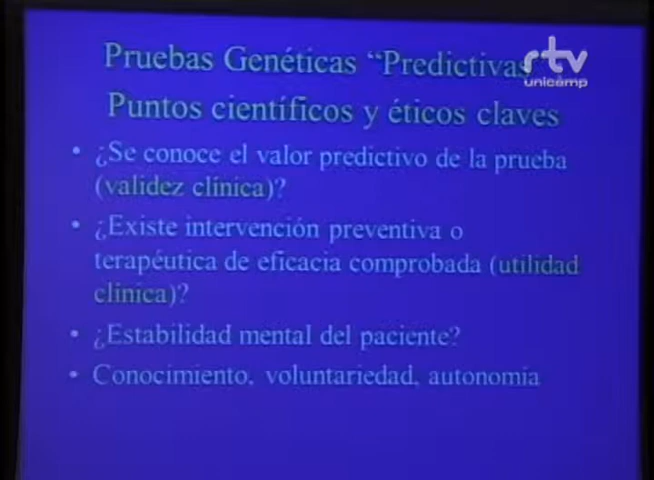 Pruebas Genéticas “Predictivas”
rtv
unicamp
Puntos científicos y éticos claves
• ¿Se conoce el valor predictivo de la prueba
(validez clínica)?
• ¿Existe intervención preventiva o
terapéutica de eficacia comprobada (utilidad
clínica)?
• ¿Estabilidad mental del paciente?
• Conocimiento, voluntariedad, autonomía